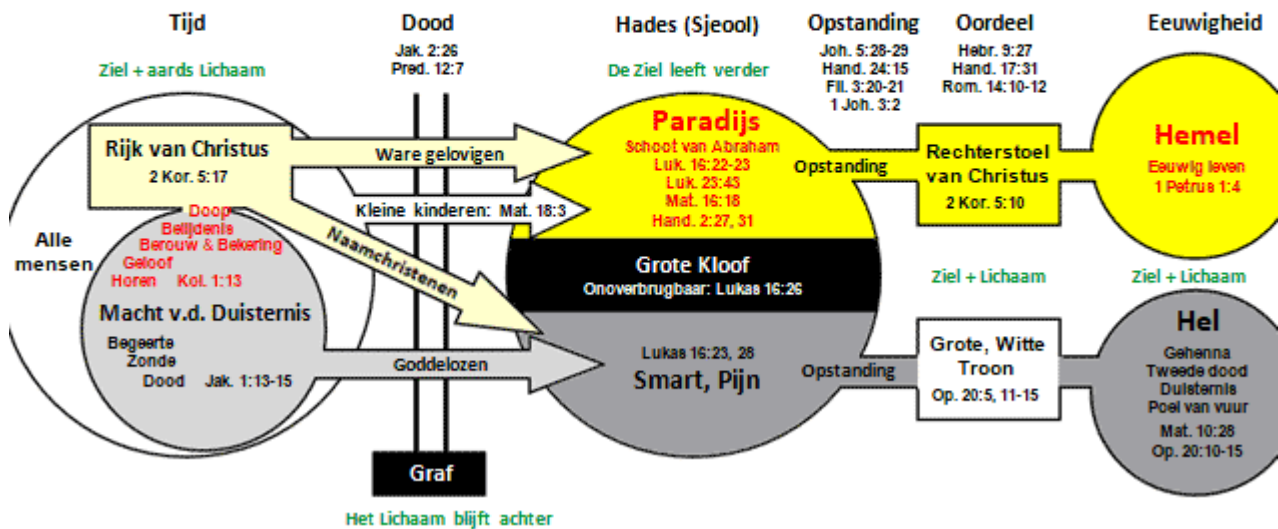 Tijd
Ziel + aards Lichaam
Alle
mensen
Rijk van Christus
2 Kor. 5:17
Doop
Belijdenis
Berouw & Bekering
Geloof
Horen Kol. 1:13
Macht v.d. Duisternis
Begeerte
Zonde
Dood Jak. 1:13-15
Dood
Jak. 2:26
Pred. 12:7
Ware gelovigen
Kleine kinderen: Mat. 18:3
Naamchristenen
Goddelozen
Graf
Het Lichaam blijft achter
Hades (Sjeool)
De Ziel leeft verder
Paradijs
Schoot van Abraham
Luk. 16:22-23
Luk. 23:43
Mat. 16:18
Hand. 2:27, 31
Grote Kloof
Onoverbrugbaar: Lukas 16:26
Lukas 16:23, 28
Smart, Pijn
Opstanding
Joh. 5:28-29
Hand. 24:15
Fil. 3:20-21
1 Joh. 3:2
Opstanding
Opstanding
Oordeel
Hebr. 9:27
Hand. 17:31
Rom. 14:10-12
Rechterstoel
van Christus
2 Kor. 5:10
Ziel + Lichaam
Grote, Witte
Troon
Op. 20:5, 11-15
Eeuwigheid
Hemel
Eeuwig leven
1 Petrus 1:4
Ziel + Lichaam
Hel
Gehenna
Tweede dood
Duisternis
Poel van vuur
Mat. 10:28
Op. 20:10-15